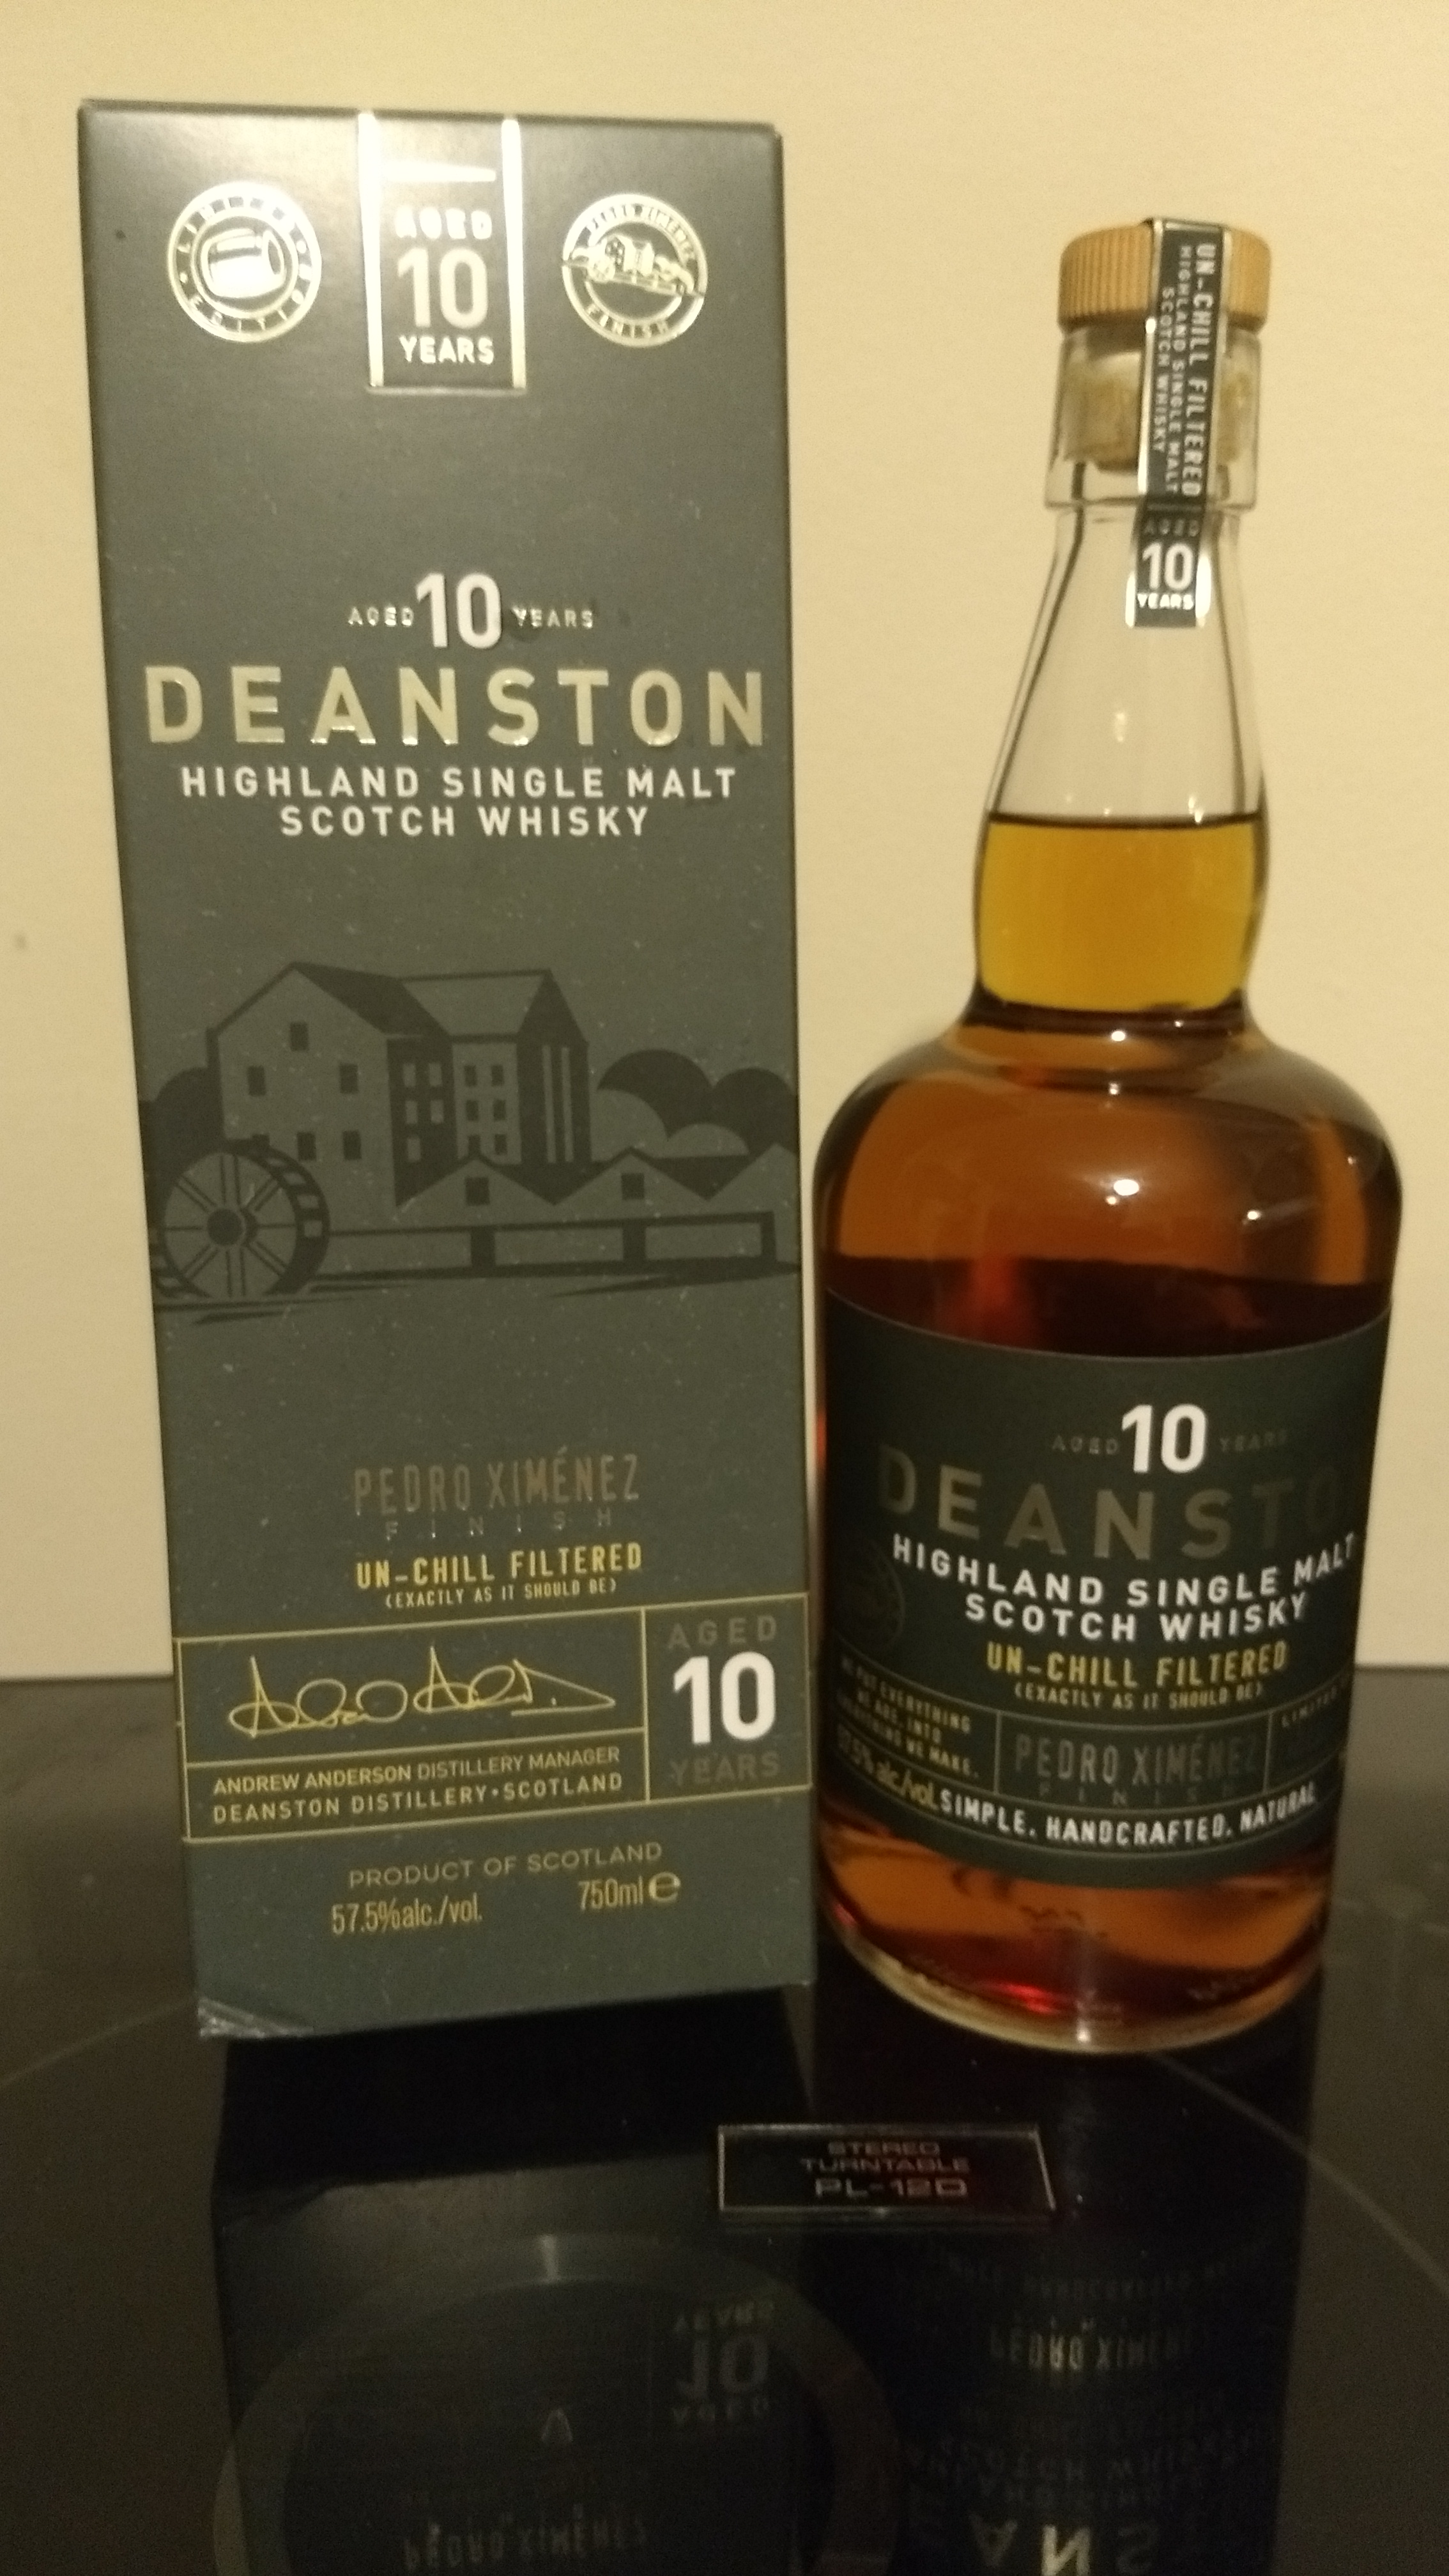 LIMITED EDITION
AGED
10
YEARS
PEDRO XIMÉNEZ FINISH
AGED 10 YEARS
DEANSTON
HIGHLAND SINGLE MALT
SCOTCH WHISKY
PEDRO XIMÉNEZ
FINISH
UN-CHILL FILTERED
(EXACTLY AS IT SHOULD BE)
ANDREW ANDERSON DISTILLERY MANAGER
DEANSTON DISTILLERY•SCOTLAND
AGED
10
YEARS
PRODUCT OF SCOTLAND
57.5%alc./vol. 750ml e
UN-CHILL FILTERED
HIGHLAND SINGLE MALT
SCOTCH WHISKY
AGED
10
YEARS
AGED 10 YEARS
DEANSTO
HIGHLAND SINGLE MALT
SCOTCH WHISKY
UN-CHILL FILTERED
(EXACTLY AS IT SHOULD BE)
WE PUT EVERYTHING
WE ARE, INTO
EVERYTHING WE MAKE.
PEDRO XIMÉNEZ
FINISH
LIMITED
57.5% alc./vol.
SIMPLE. HANDCRAFTED. NATURAL
STEREO
TURNTABLE
PL-12D